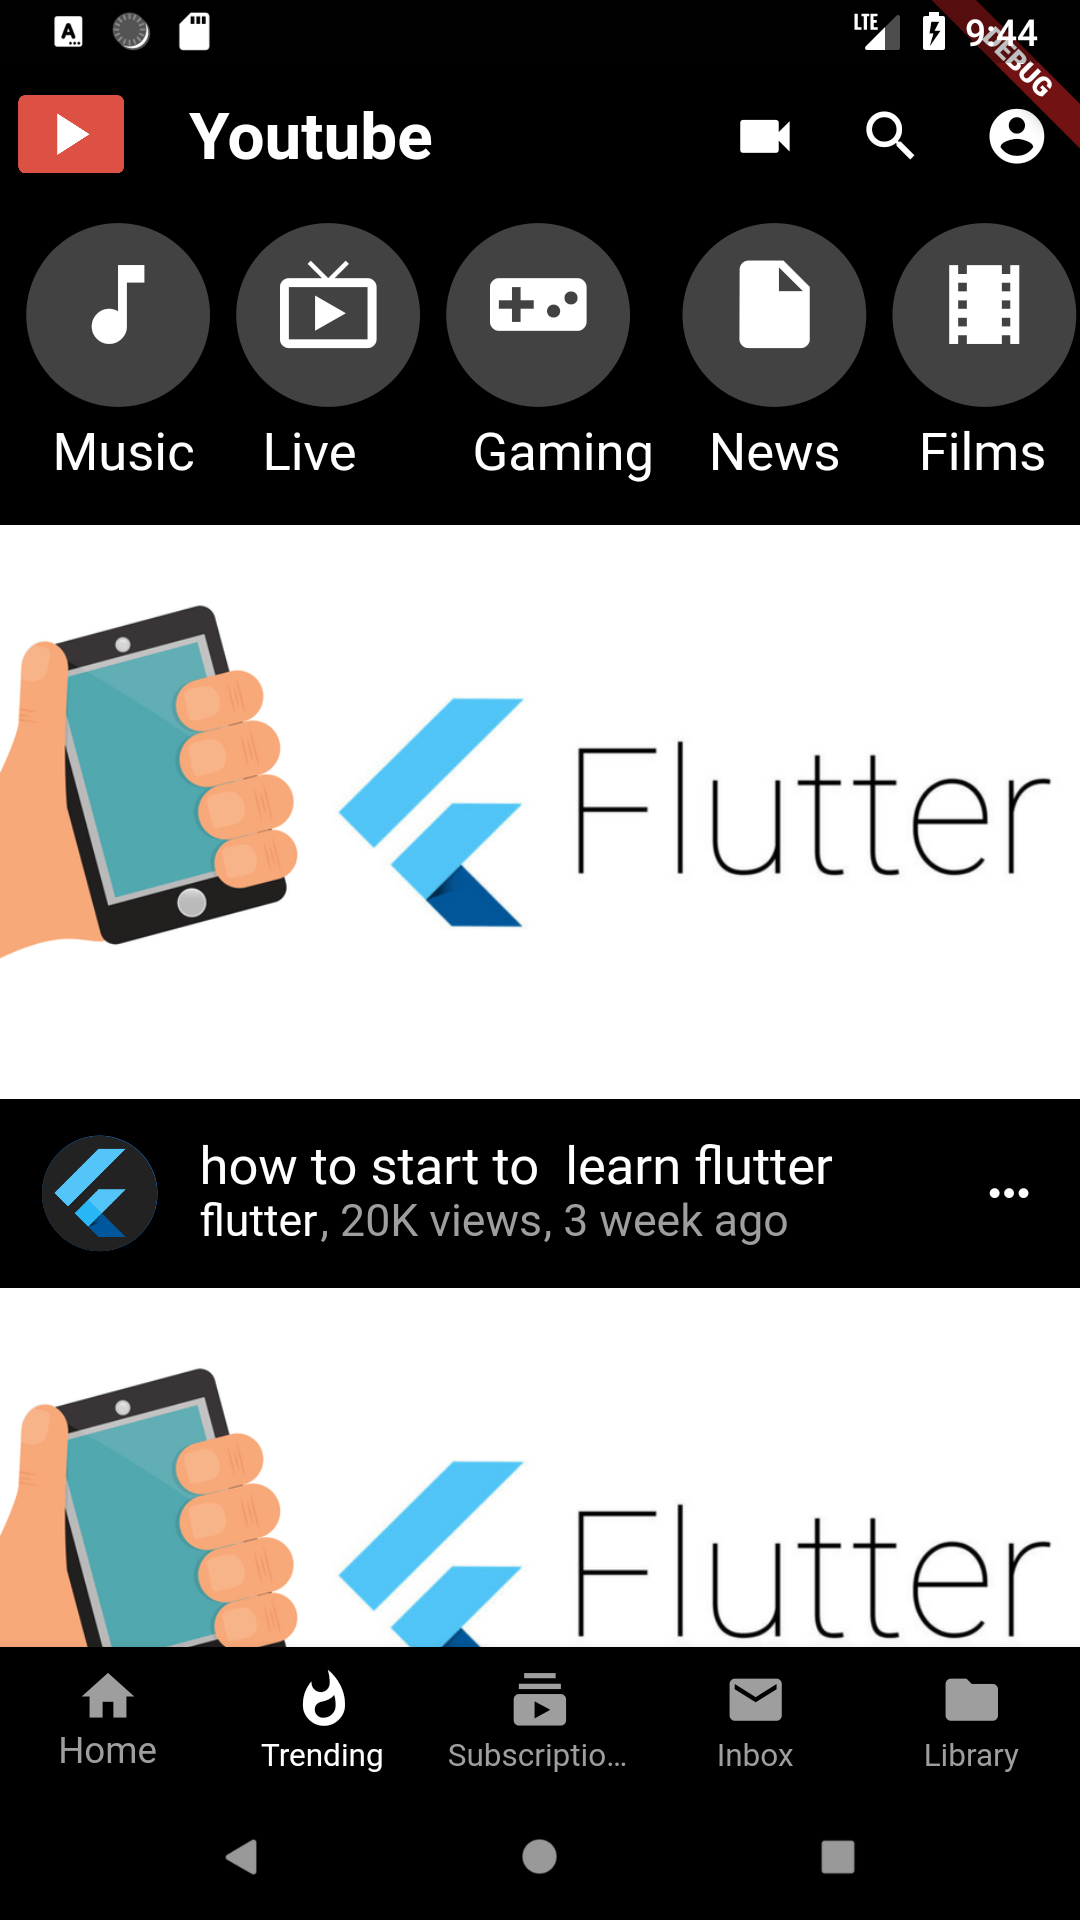 LTE 9:44
DEBUG
Youtube
Music Live Gaming News Films
Flutter
how to start to  learn flutter
flutter, 20K views, 3 week ago
Flutter
Home Trending Subscriptio... Inbox Library